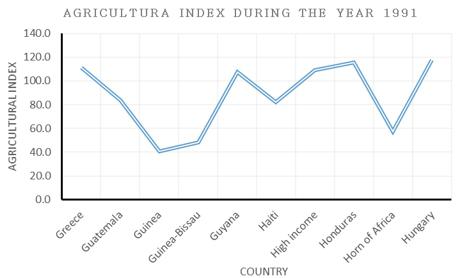 AGRICULTURA INDEX DURING THE YEAR 1991
140.0
120.0
100.0
80.0
60.0
40.0
20.0
0.0
AGRICULTURAL INDEX
Greece
Guatemala
Guinea
Guinea-Bissau
Guyana
Haiti
High income
Honduras
Horn of Africa
Hungary
COUNTRY